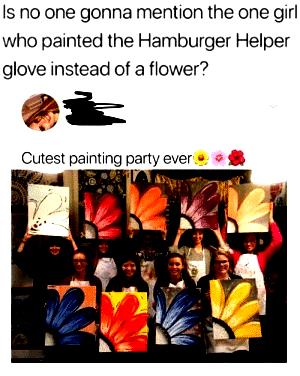 Is no one gonna mention the one girl
who painted the Hamburger Helper
glove instead of a flower?
Cutest painting party ever🌼🌸🌺